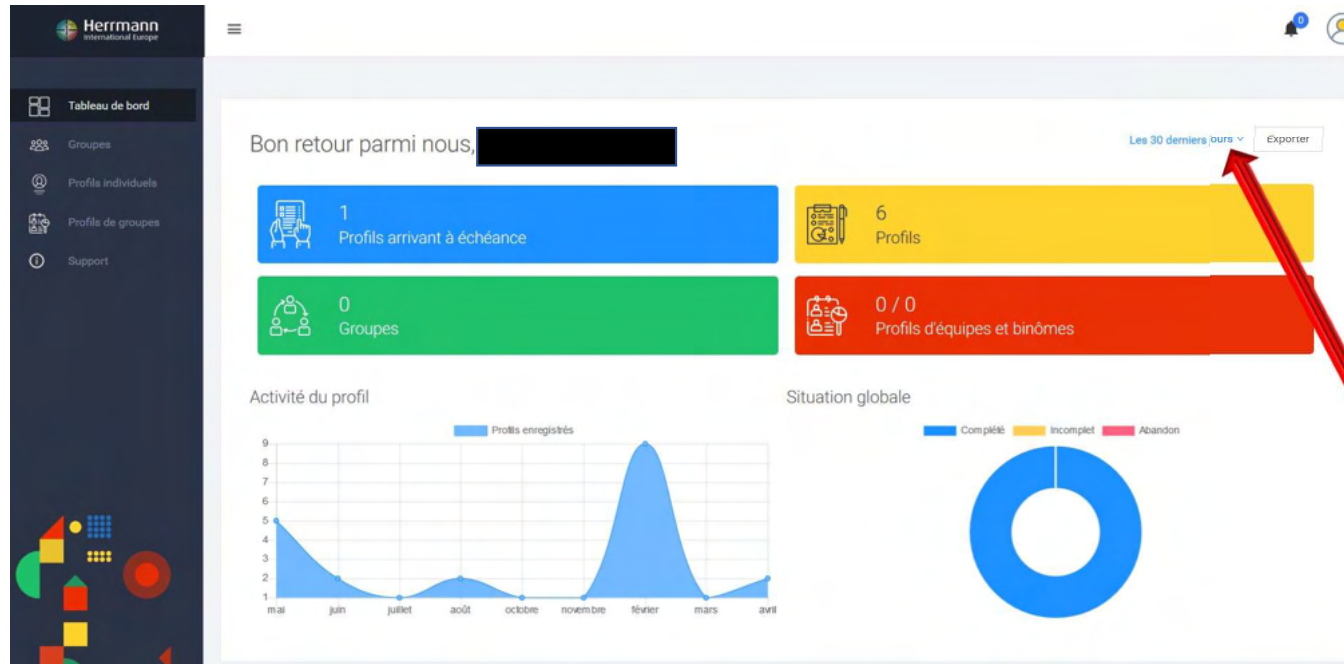 Herrmann
International Europe
0
Tableau de bord
Groupes
Profils individuels
Profils de groupes
Support
Bon retour parmi nous,
Les 30 derniers ours
Exporter
1
Profils arrivant à échéance
6
Profils
0
Groupes
0 / 0
Profils d'équipes et binômes
Activité du profil
Profils enregistrés
9
8
7
6
5
4
3
2
1
mai juin juillet août octobre novembre février mars avril
Situation globale
Complété Incomplet Abandon